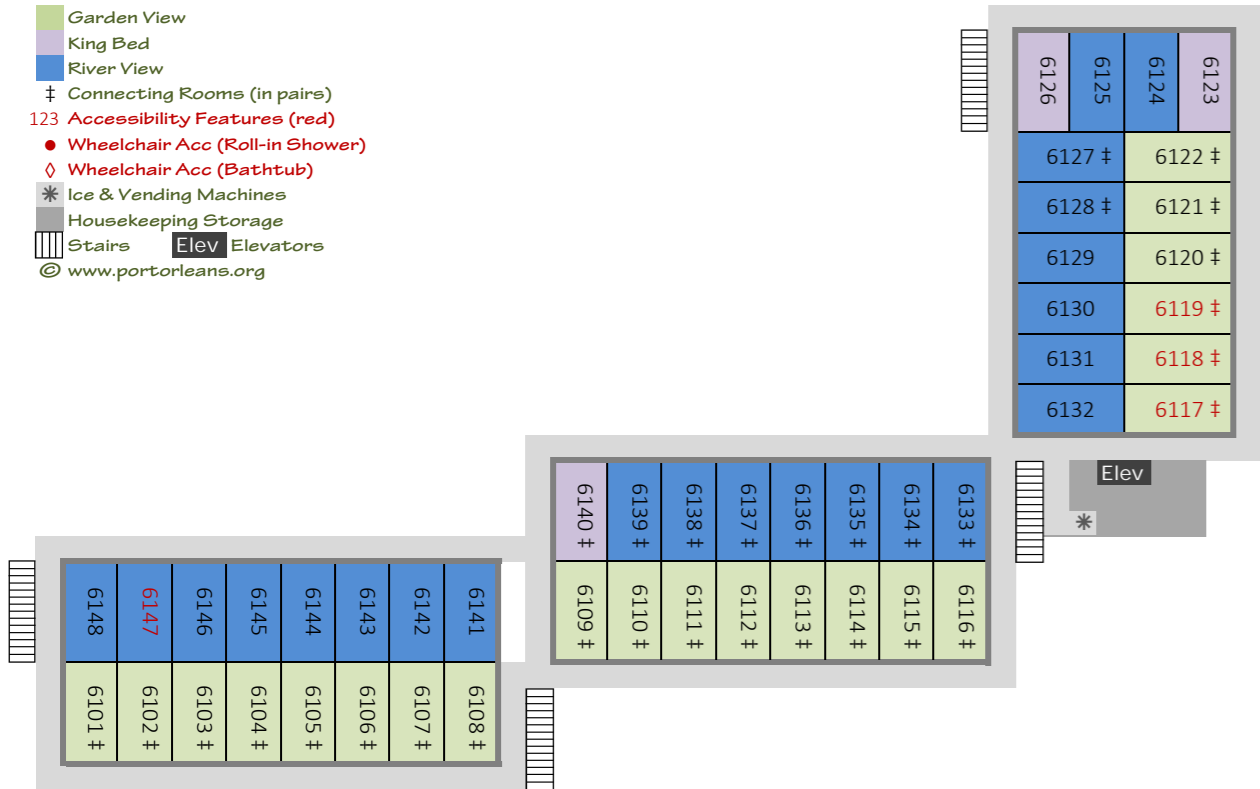 Garden View
King Bed
River View
‡ Connecting Rooms (in pairs)
123 Accessibility Features (red)
● Wheelchair Acc (Roll-in Shower)
◊ Wheelchair Acc (Bathtub)
✳ Ice & Vending Machines
Housekeeping Storage
Stairs Elev Elevators
© www.portorleans.org
6126 6125 6124 6123
6127 ‡ 6122 ‡
6128 ‡ 6121 ‡
6129 6120 ‡
6130 6119 ‡
6131 6118 ‡
6132 6117 ‡
Elev
✳
6140 ‡ 6139 ‡ 6138 ‡ 6137 ‡ 6136 ‡ 6135 ‡ 6134 ‡ 6133 ‡
6109 ‡ 6110 ‡ 6111 ‡ 6112 ‡ 6113 ‡ 6114 ‡ 6115 ‡ 6116 ‡
6148 6147 6146 6145 6144 6143 6142 6141
6101 ‡ 6102 ‡ 6103 ‡ 6104 ‡ 6105 ‡ 6106 ‡ 6107 ‡ 6108 ‡